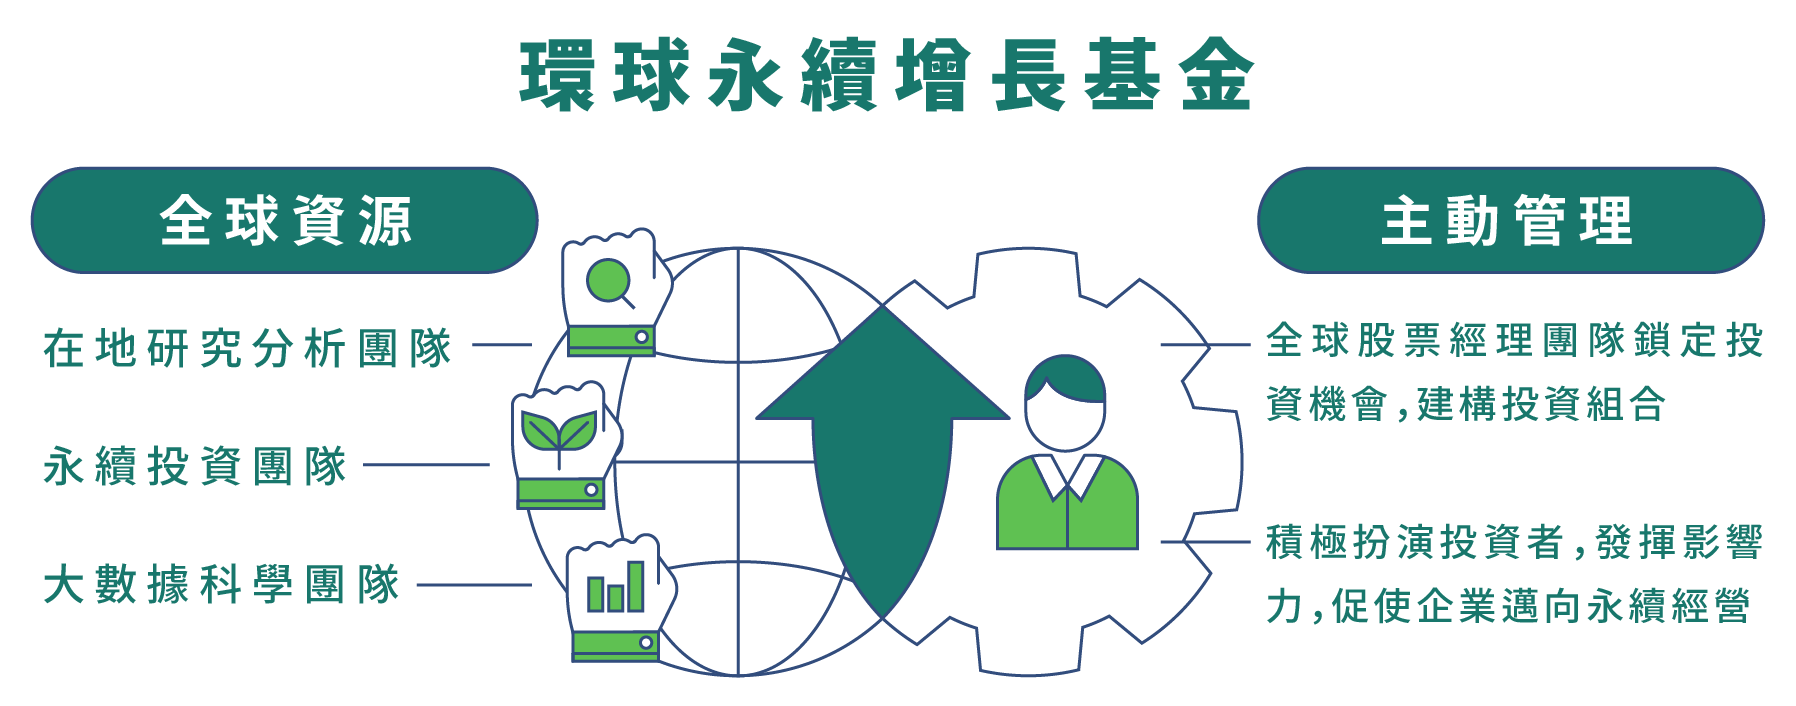 環球永續增長基金
全球資源
在地研究分析團隊
永續投資團隊
大數據科學團隊
主動管理
全球股票經理團隊鎖定投
資機會,建構投資組合
積極扮演投資者,發揮影響
力,促使企業邁向永續經營